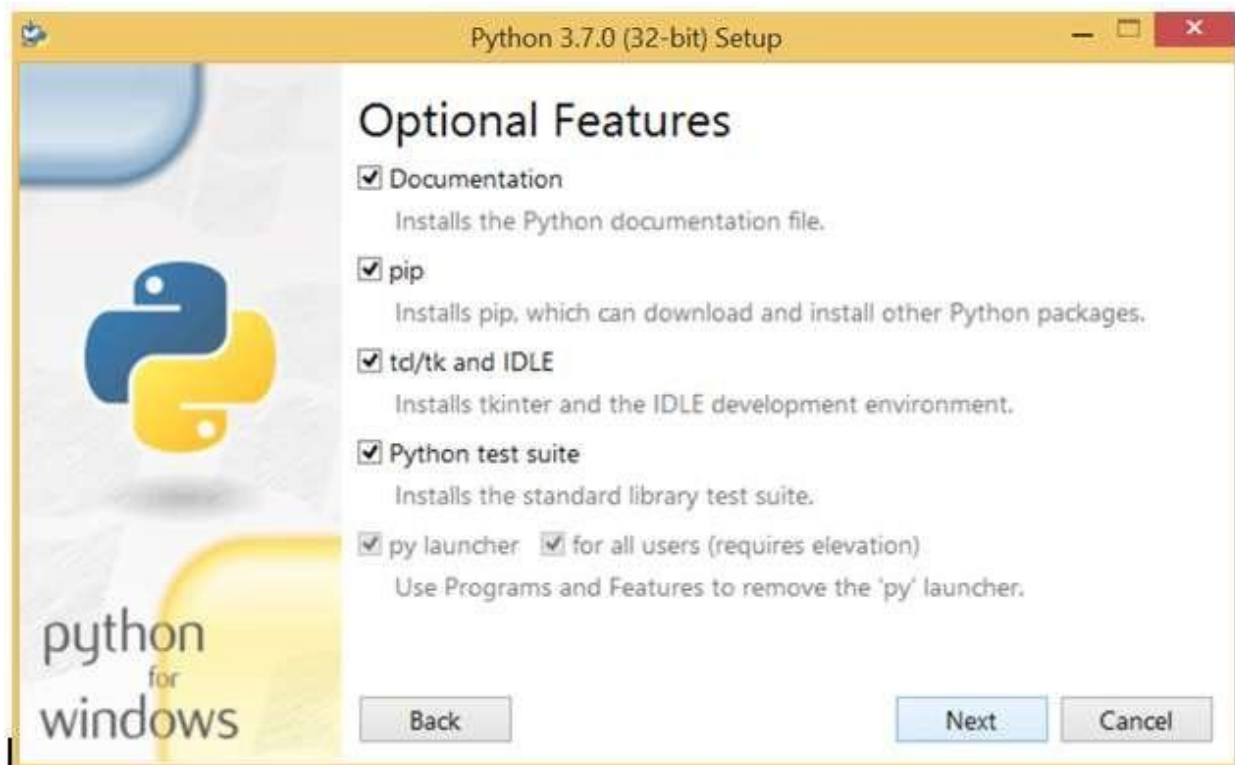 Python 3.7.0 (32-bit) Setup
Optional Features
Documentation
Installs the Python documentation file.
pip
Installs pip, which can download and install other Python packages.
tcl/tk and IDLE
Installs tkinter and the IDLE development environment.
Python test suite
Installs the standard library test suite.
py launcher for all users (requires elevation)
Use Programs and Features to remove the 'py' launcher.
python
for
windows
Back Next Cancel